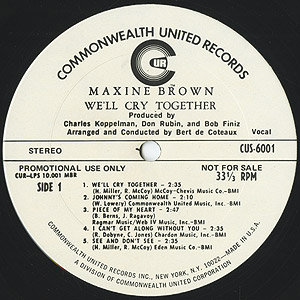 COMMONWEALTH UNITED RECORDS
CUR
MAXINE BROWN
WE'LL CRY TOGETHER
Produced by
Charles Koppelman, Don Rubin, and Bob Finiz
Arranged and Conducted by Bert de Coteaux
Vocal
STEREO
CUS-6001
PROMOTIONAL USE ONLY
NOT FOR SALE
CUR-LPS 10.001 MBR
SIDE 1
33⅓ RPM
1 - WE'LL CRY TOGETHER - 2:35
(H. Miller, R. McCoy) McCoy-Chevis Music Inc.-BMI
2 - JOHNNY'S COMING HOME - 2:10
(W. Lowery) Commonwealth United Music, Inc.-BMI
3 - PIECE OF MY HEART - 2:47
(B. Berns, J. Ragavoy)
Ragmar Music/Web IV Music, Inc.-BMI
4 - I CAN'T GET ALONG WITHOUT YOU - 2:35
(R. Dobyne, C. Jones) Chardon Music, Inc.-BMI
5 - SEE AND DON'T SEE - 2:35
(H. Miller, R. McCoy) Eden Music Co.-BMI
COMMONWEALTH UNITED RECORDS INC., NEW YORK, N.Y. 10022—MADE IN U.S.A.
A DIVISION OF COMMONWEALTH UNITED CORPORATION